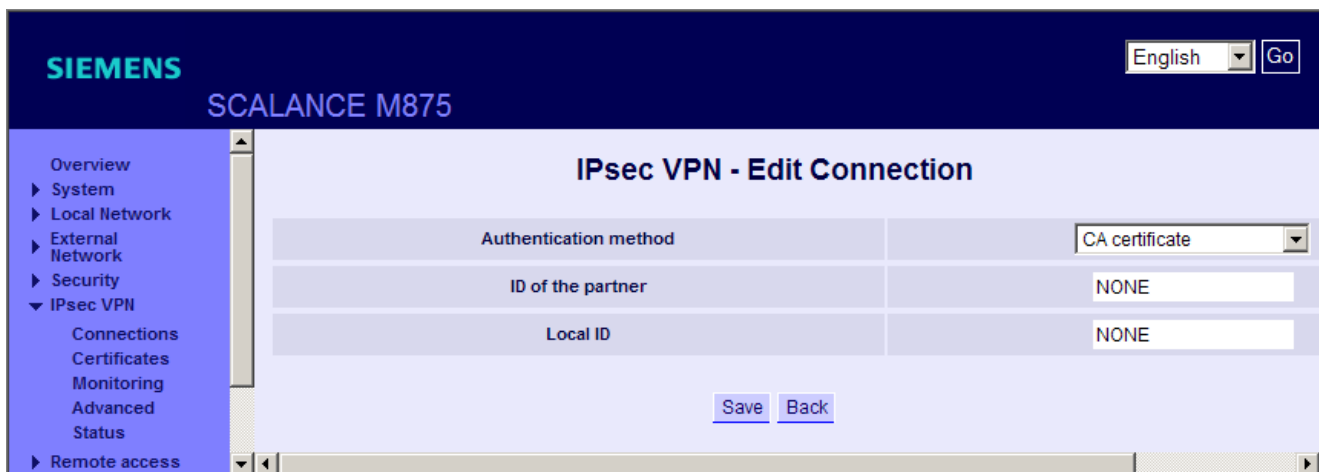 SIEMENS
English Go
SCALANCE M875
Overview
System
Local Network
External
Network
Security
IPsec VPN
Connections
Certificates
Monitoring
Advanced
Status
Remote access
IPsec VPN - Edit Connection
Authentication method CA certificate
ID of the partner NONE
Local ID NONE
Save Back